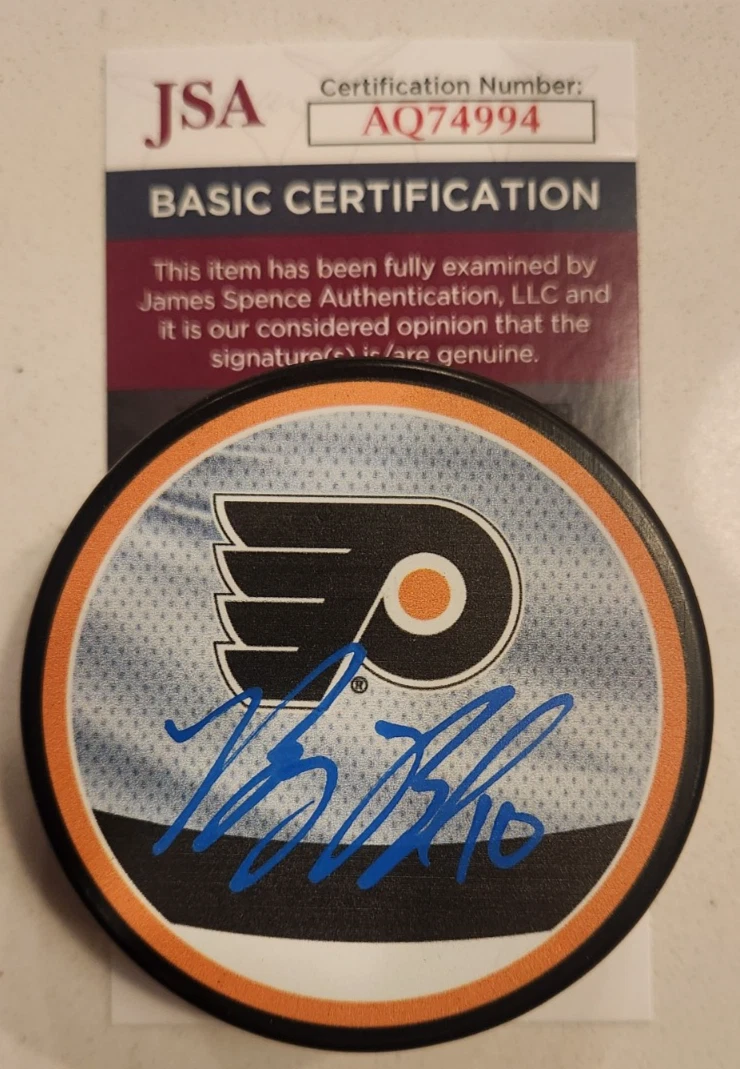 JSA
Certification Number:
AQ74994
BASIC CERTIFICATION
This item has been fully examined by
James Spence Authentication, LLC and
it is our considered opinion that the
signature(s) is/are genuine.
®
10